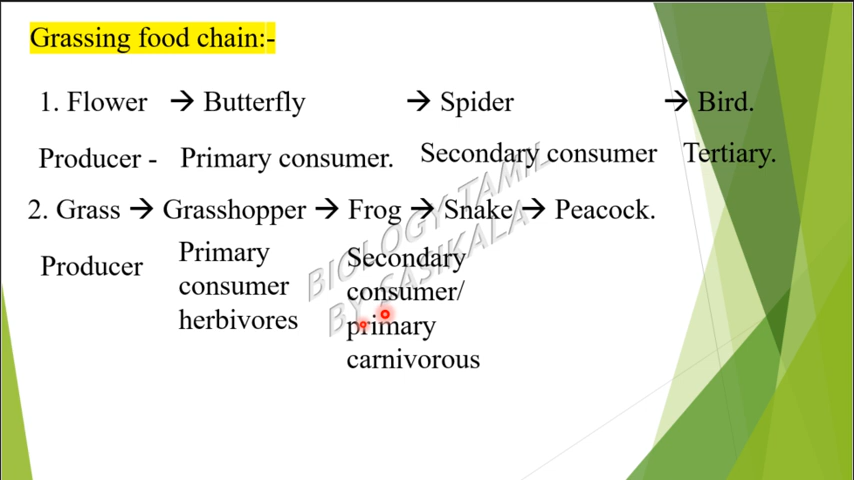 Grassing food chain:-
1. Flower → Butterfly → Spider → Bird.
Producer - Primary consumer. Secondary consumer Tertiary.
2. Grass → Grasshopper → Frog → Snake → Peacock.
Producer
Primary
consumer
herbivores
Secondary
consumer/
primary
carnivorous
BIOLOGY TAMIL
BY SASIKALA